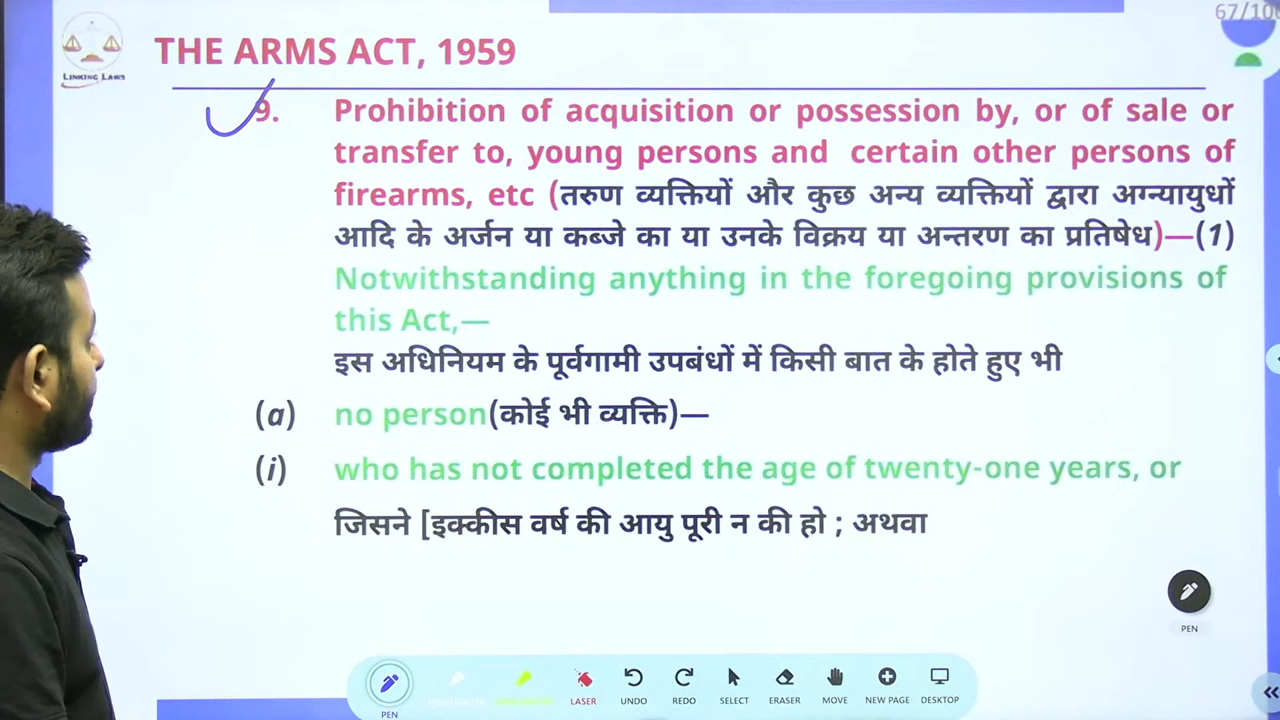 67/10
LINKING LAWS
THE ARMS ACT, 1959
9. Prohibition of acquisition or possession by, or of sale or
transfer to, young persons and certain other persons of
firearms, etc (तरुण व्यक्तियों और कुछ अन्य व्यक्तियों द्वारा अग्न्यायुधों
आदि के अर्जन या कब्जे का या उनके विक्रय या अन्तरण का प्रतिषेध)—(1)
Notwithstanding anything in the foregoing provisions of
this Act,—
इस अधिनियम के पूर्वगामी उपबंधों में किसी बात के होते हुए भी
(a) no person(कोई भी व्यक्ति)—
(i) who has not completed the age of twenty-one years, or
जिसने [इक्कीस वर्ष की आयु पूरी न की हो ; अथवा
PEN
PEN
LASER
UNDO
REDO
SELECT
ERASER
MOVE
NEW PAGE
DESKTOP